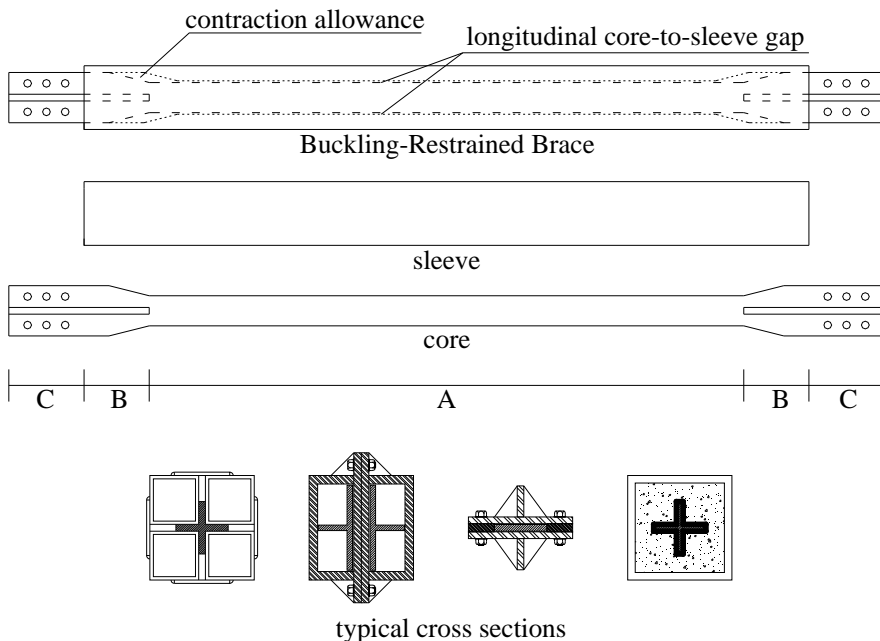 contraction allowance
longitudinal core-to-sleeve gap
Buckling-Restrained Brace
sleeve
core
C B A B C
typical cross sections